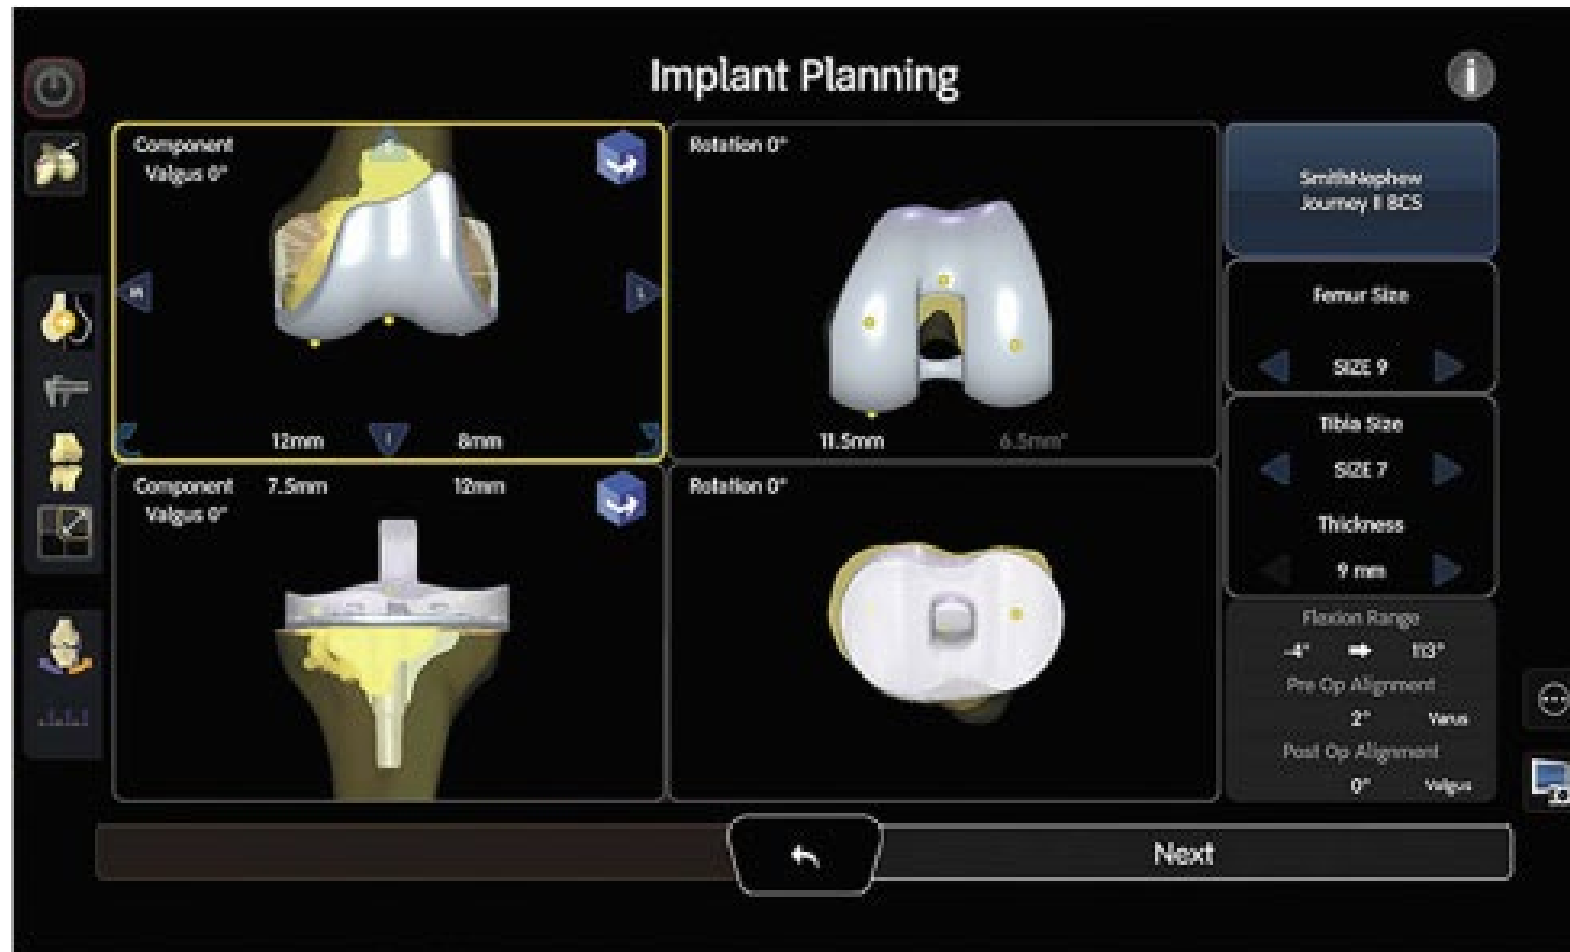 Implant Planning
i
Component
Valgus 0°
M
L
12mm
I
8mm
Rotation 0°
11.5mm
6.5mm*
Component
Valgus 0°
7.5mm
12mm
Rotation 0°
SmithNephew
Journey II BCS
Femur Size
SIZE 9
Tibia Size
SIZE 7
Thickness
9 mm
Flexion Range
-4° 113°
Pre Op Alignment
2° Varus
Post Op Alignment
0° Valgus
Next